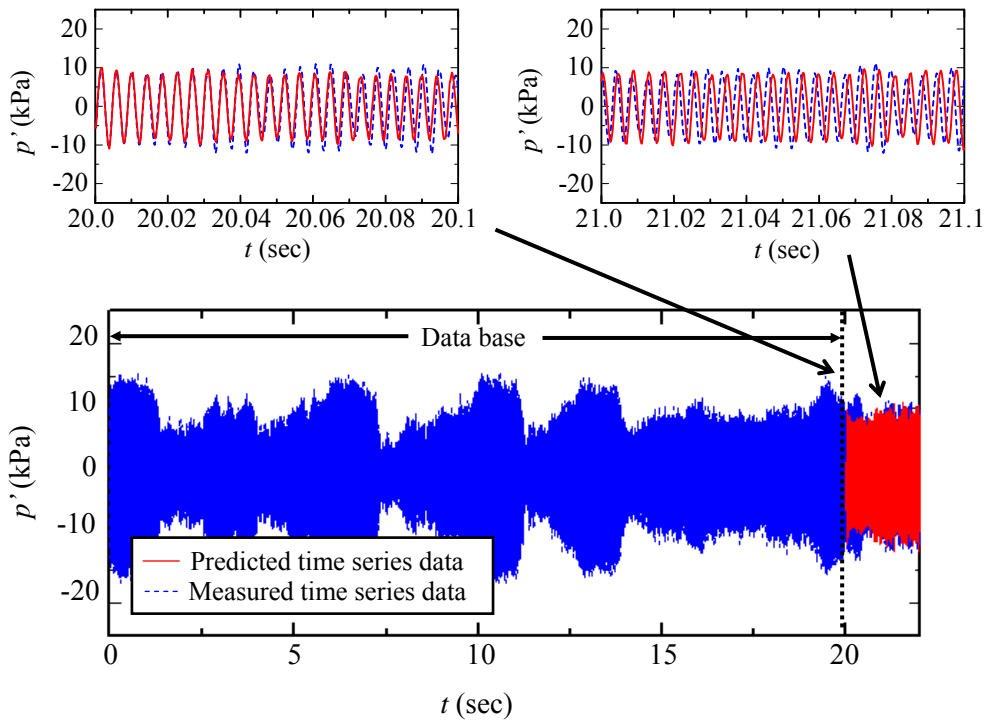 20
10
0
-10
-20
p’ (kPa)
20.0 20.02 20.04 20.06 20.08 20.1
t (sec)
20
10
0
-10
-20
p’ (kPa)
21.0 21.02 21.04 21.06 21.08 21.1
t (sec)
20
10
0
-10
-20
p’ (kPa)
Data base
Predicted time series data
Measured time series data
0 5 10 15 20
t (sec)